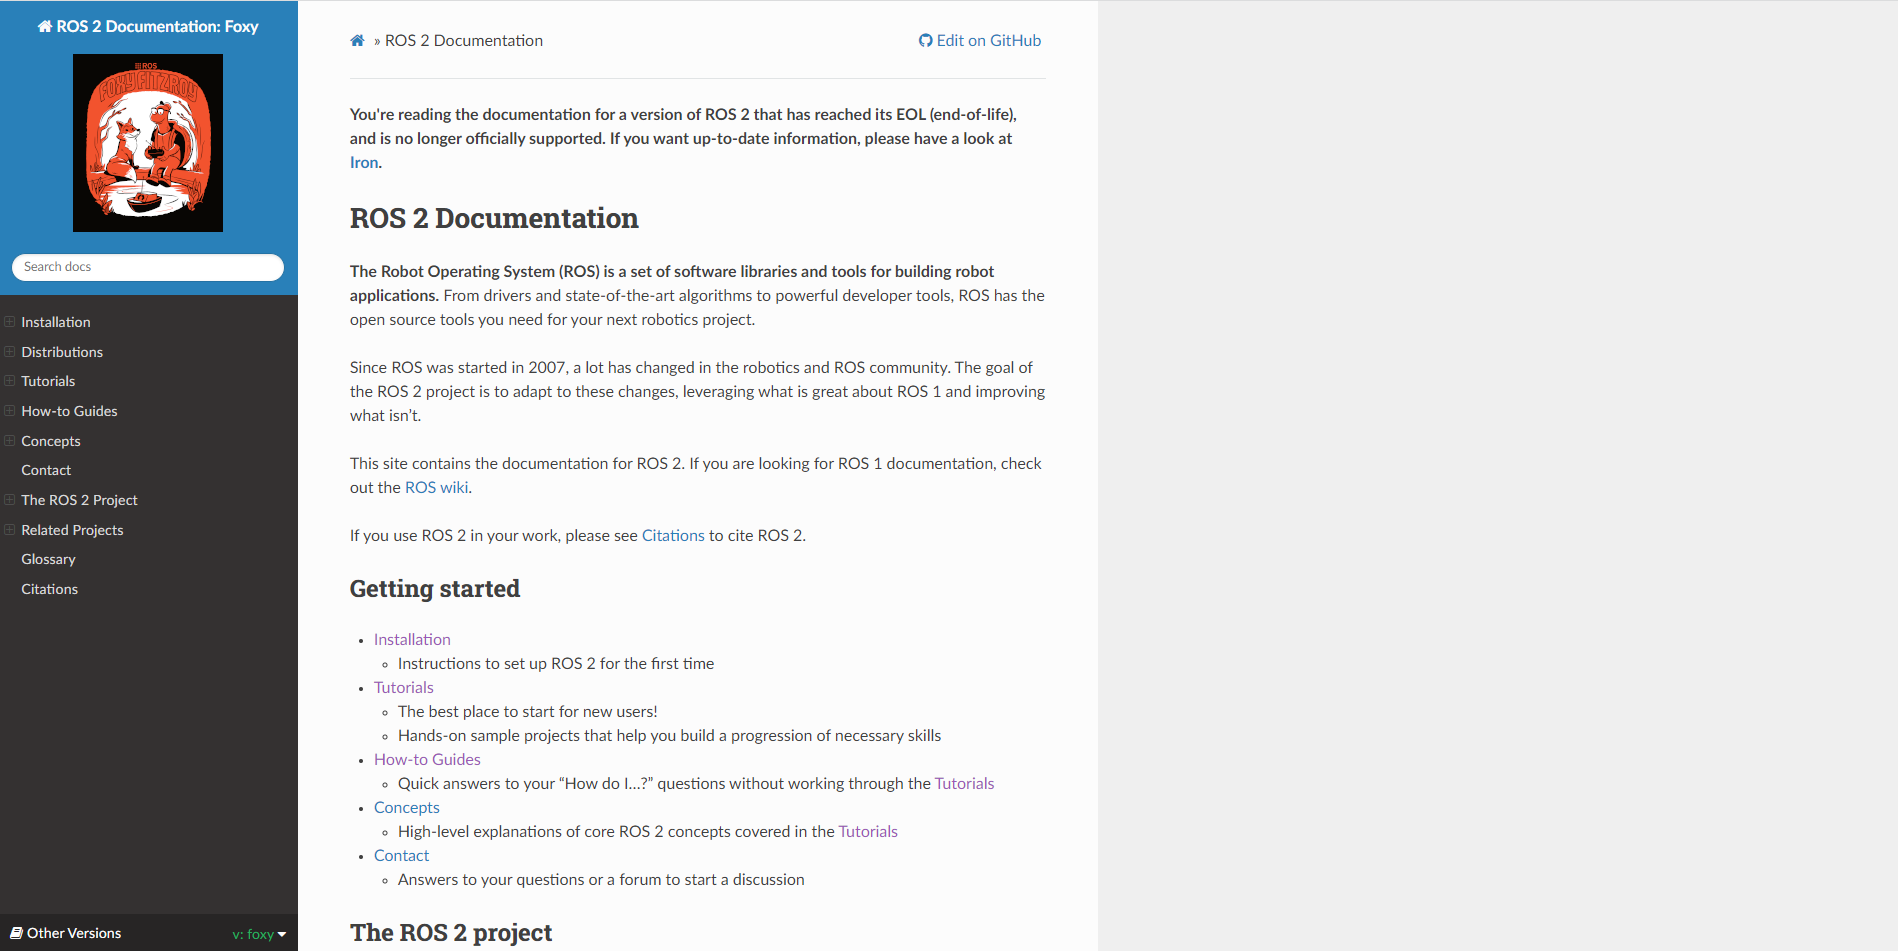 ROS 2 Documentation: Foxy
ROS
FOXY FITZROY
Search docs
Installation
Distributions
Tutorials
How-to Guides
Concepts
Contact
The ROS 2 Project
Related Projects
Glossary
Citations
Other Versions
v: foxy
» ROS 2 Documentation
Edit on GitHub
You're reading the documentation for a version of ROS 2 that has reached its EOL (end-of-life),
and is no longer officially supported. If you want up-to-date information, please have a look at
Iron.
ROS 2 Documentation
The Robot Operating System (ROS) is a set of software libraries and tools for building robot
applications. From drivers and state-of-the-art algorithms to powerful developer tools, ROS has the
open source tools you need for your next robotics project.
Since ROS was started in 2007, a lot has changed in the robotics and ROS community. The goal of
the ROS 2 project is to adapt to these changes, leveraging what is great about ROS 1 and improving
what isn’t.
This site contains the documentation for ROS 2. If you are looking for ROS 1 documentation, check
out the ROS wiki.
If you use ROS 2 in your work, please see Citations to cite ROS 2.
Getting started
• Installation
◦ Instructions to set up ROS 2 for the first time
• Tutorials
◦ The best place to start for new users!
◦ Hands-on sample projects that help you build a progression of necessary skills
• How-to Guides
◦ Quick answers to your “How do I…?” questions without working through the Tutorials
• Concepts
◦ High-level explanations of core ROS 2 concepts covered in the Tutorials
• Contact
◦ Answers to your questions or a forum to start a discussion
The ROS 2 project